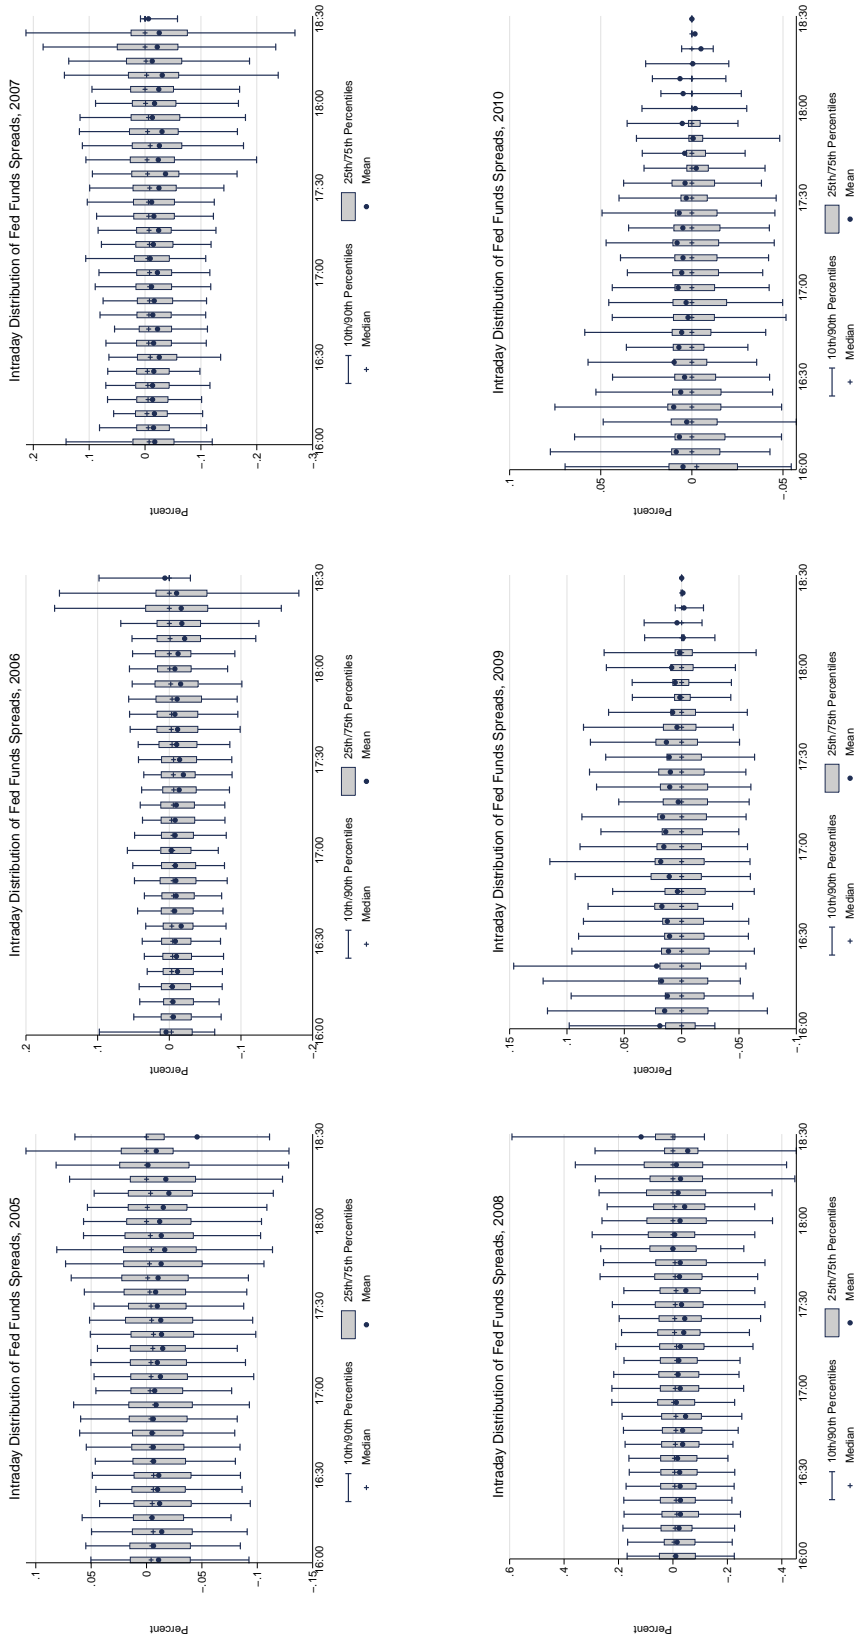 Intraday Distribution of Fed Funds Spreads, 2005
Percent
.1
.05
0
-.05
-.1
-.15
16:00
16:30
17:00
17:30
18:00
18:30
10th/90th Percentiles
25th/75th Percentiles
Median
Mean
Intraday Distribution of Fed Funds Spreads, 2006
Percent
.2
.1
0
-.1
-.2
16:00
16:30
17:00
17:30
18:00
18:30
10th/90th Percentiles
25th/75th Percentiles
Median
Mean
Intraday Distribution of Fed Funds Spreads, 2007
Percent
.2
.1
0
-.1
-.2
-.3
16:00
16:30
17:00
17:30
18:00
18:30
10th/90th Percentiles
25th/75th Percentiles
Median
Mean
Intraday Distribution of Fed Funds Spreads, 2008
Percent
.6
.4
.2
0
-.2
-.4
16:00
16:30
17:00
17:30
18:00
18:30
10th/90th Percentiles
25th/75th Percentiles
Median
Mean
Intraday Distribution of Fed Funds Spreads, 2009
Percent
.15
.1
.05
0
-.05
-.1
16:00
16:30
17:00
17:30
18:00
18:30
10th/90th Percentiles
25th/75th Percentiles
Median
Mean
Intraday Distribution of Fed Funds Spreads, 2010
Percent
.1
.05
0
-.05
16:00
16:30
17:00
17:30
18:00
18:30
10th/90th Percentiles
25th/75th Percentiles
Median
Mean